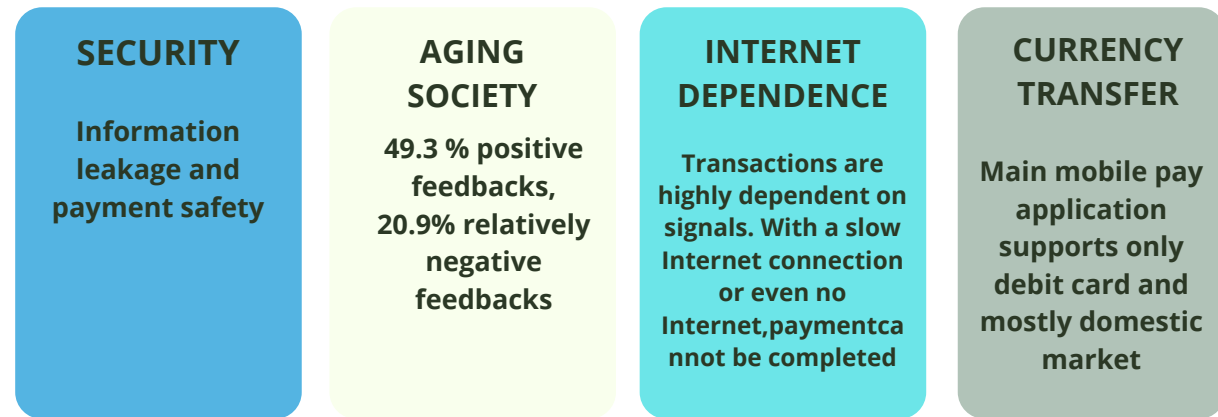 SECURITY
Information
leakage and
payment safety
AGING
SOCIETY
49.3 % positive
feedbacks,
20.9% relatively
negative
feedbacks
INTERNET
DEPENDENCE
Transactions are
highly dependent on
signals. With a slow
Internet connection
or even no
Internet,paymentca
nnot be completed
CURRENCY
TRANSFER
Main mobile pay
application
supports only
debit card and
mostly domestic
market